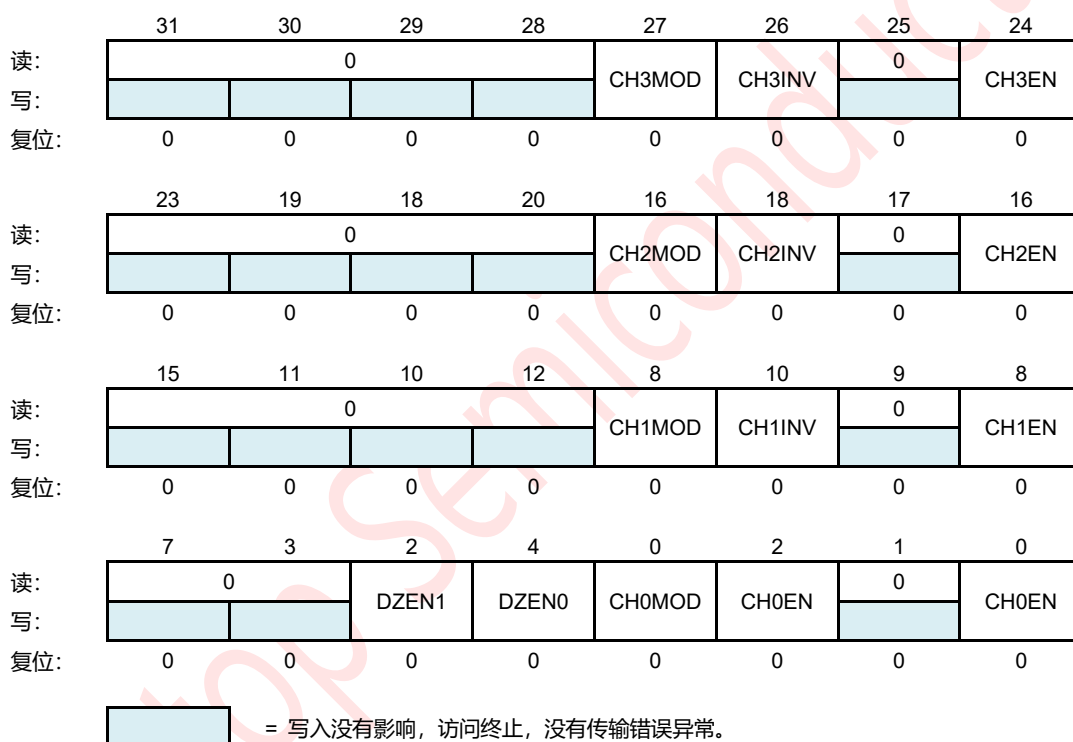 31 30 29 28 27 26 25 24
读: 0 CH3MOD CH3INV 0 CH3EN
写:
复位: 0 0 0 0 0 0 0 0
23 19 18 20 16 18 17 16
读: 0 CH2MOD CH2INV 0 CH2EN
写:
复位: 0 0 0 0 0 0 0 0
15 11 10 12 8 10 9 8
读: 0 CH1MOD CH1INV 0 CH1EN
写:
复位: 0 0 0 0 0 0 0 0
7 3 2 4 0 2 1 0
读: 0 DZEN1 DZEN0 CH0MOD CH0EN 0 CH0EN
写:
复位: 0 0 0 0 0 0 0 0
= 写入没有影响，访问终止，没有传输错误异常。
top Semiconduc